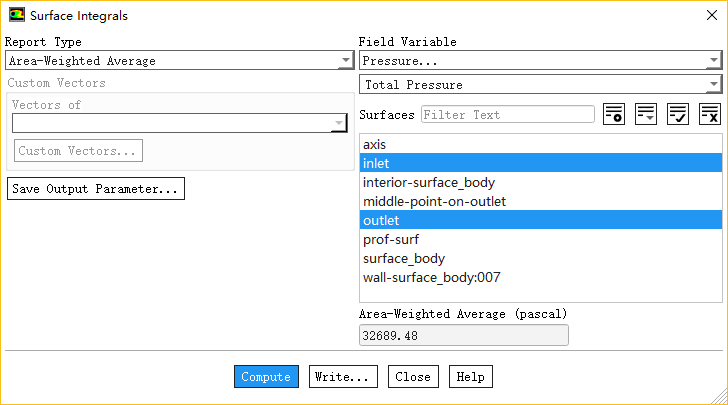 Surface Integrals
Report Type
Area-Weighted Average
Custom Vectors
Vectors of
Custom Vectors...
Save Output Parameter...
Field Variable
Pressure...
Total Pressure
Surfaces Filter Text
axis
inlet
interior-surface_body
middle-point-on-outlet
outlet
prof-surf
surface_body
wall-surface_body:007
Area-Weighted Average (pascal)
32689.48
Compute Write... Close Help